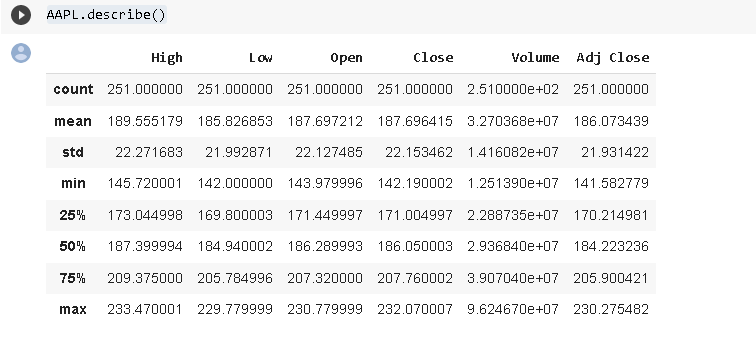 AAPL.describe()
High Low Open Close Volume Adj Close
count 251.000000 251.000000 251.000000 251.000000 2.510000e+02 251.000000
mean 189.555179 185.826853 187.697212 187.696415 3.270368e+07 186.073439
std 22.271683 21.992871 22.127485 22.153462 1.416082e+07 21.931422
min 145.720001 142.000000 143.979996 142.190002 1.251390e+07 141.582779
25% 173.044998 169.800003 171.449997 171.004997 2.288735e+07 170.214981
50% 187.399994 184.940002 186.289993 186.050003 2.936840e+07 184.223236
75% 209.375000 205.784996 207.320000 207.760002 3.907040e+07 205.900421
max 233.470001 229.779999 230.779999 232.070007 9.624670e+07 230.275482